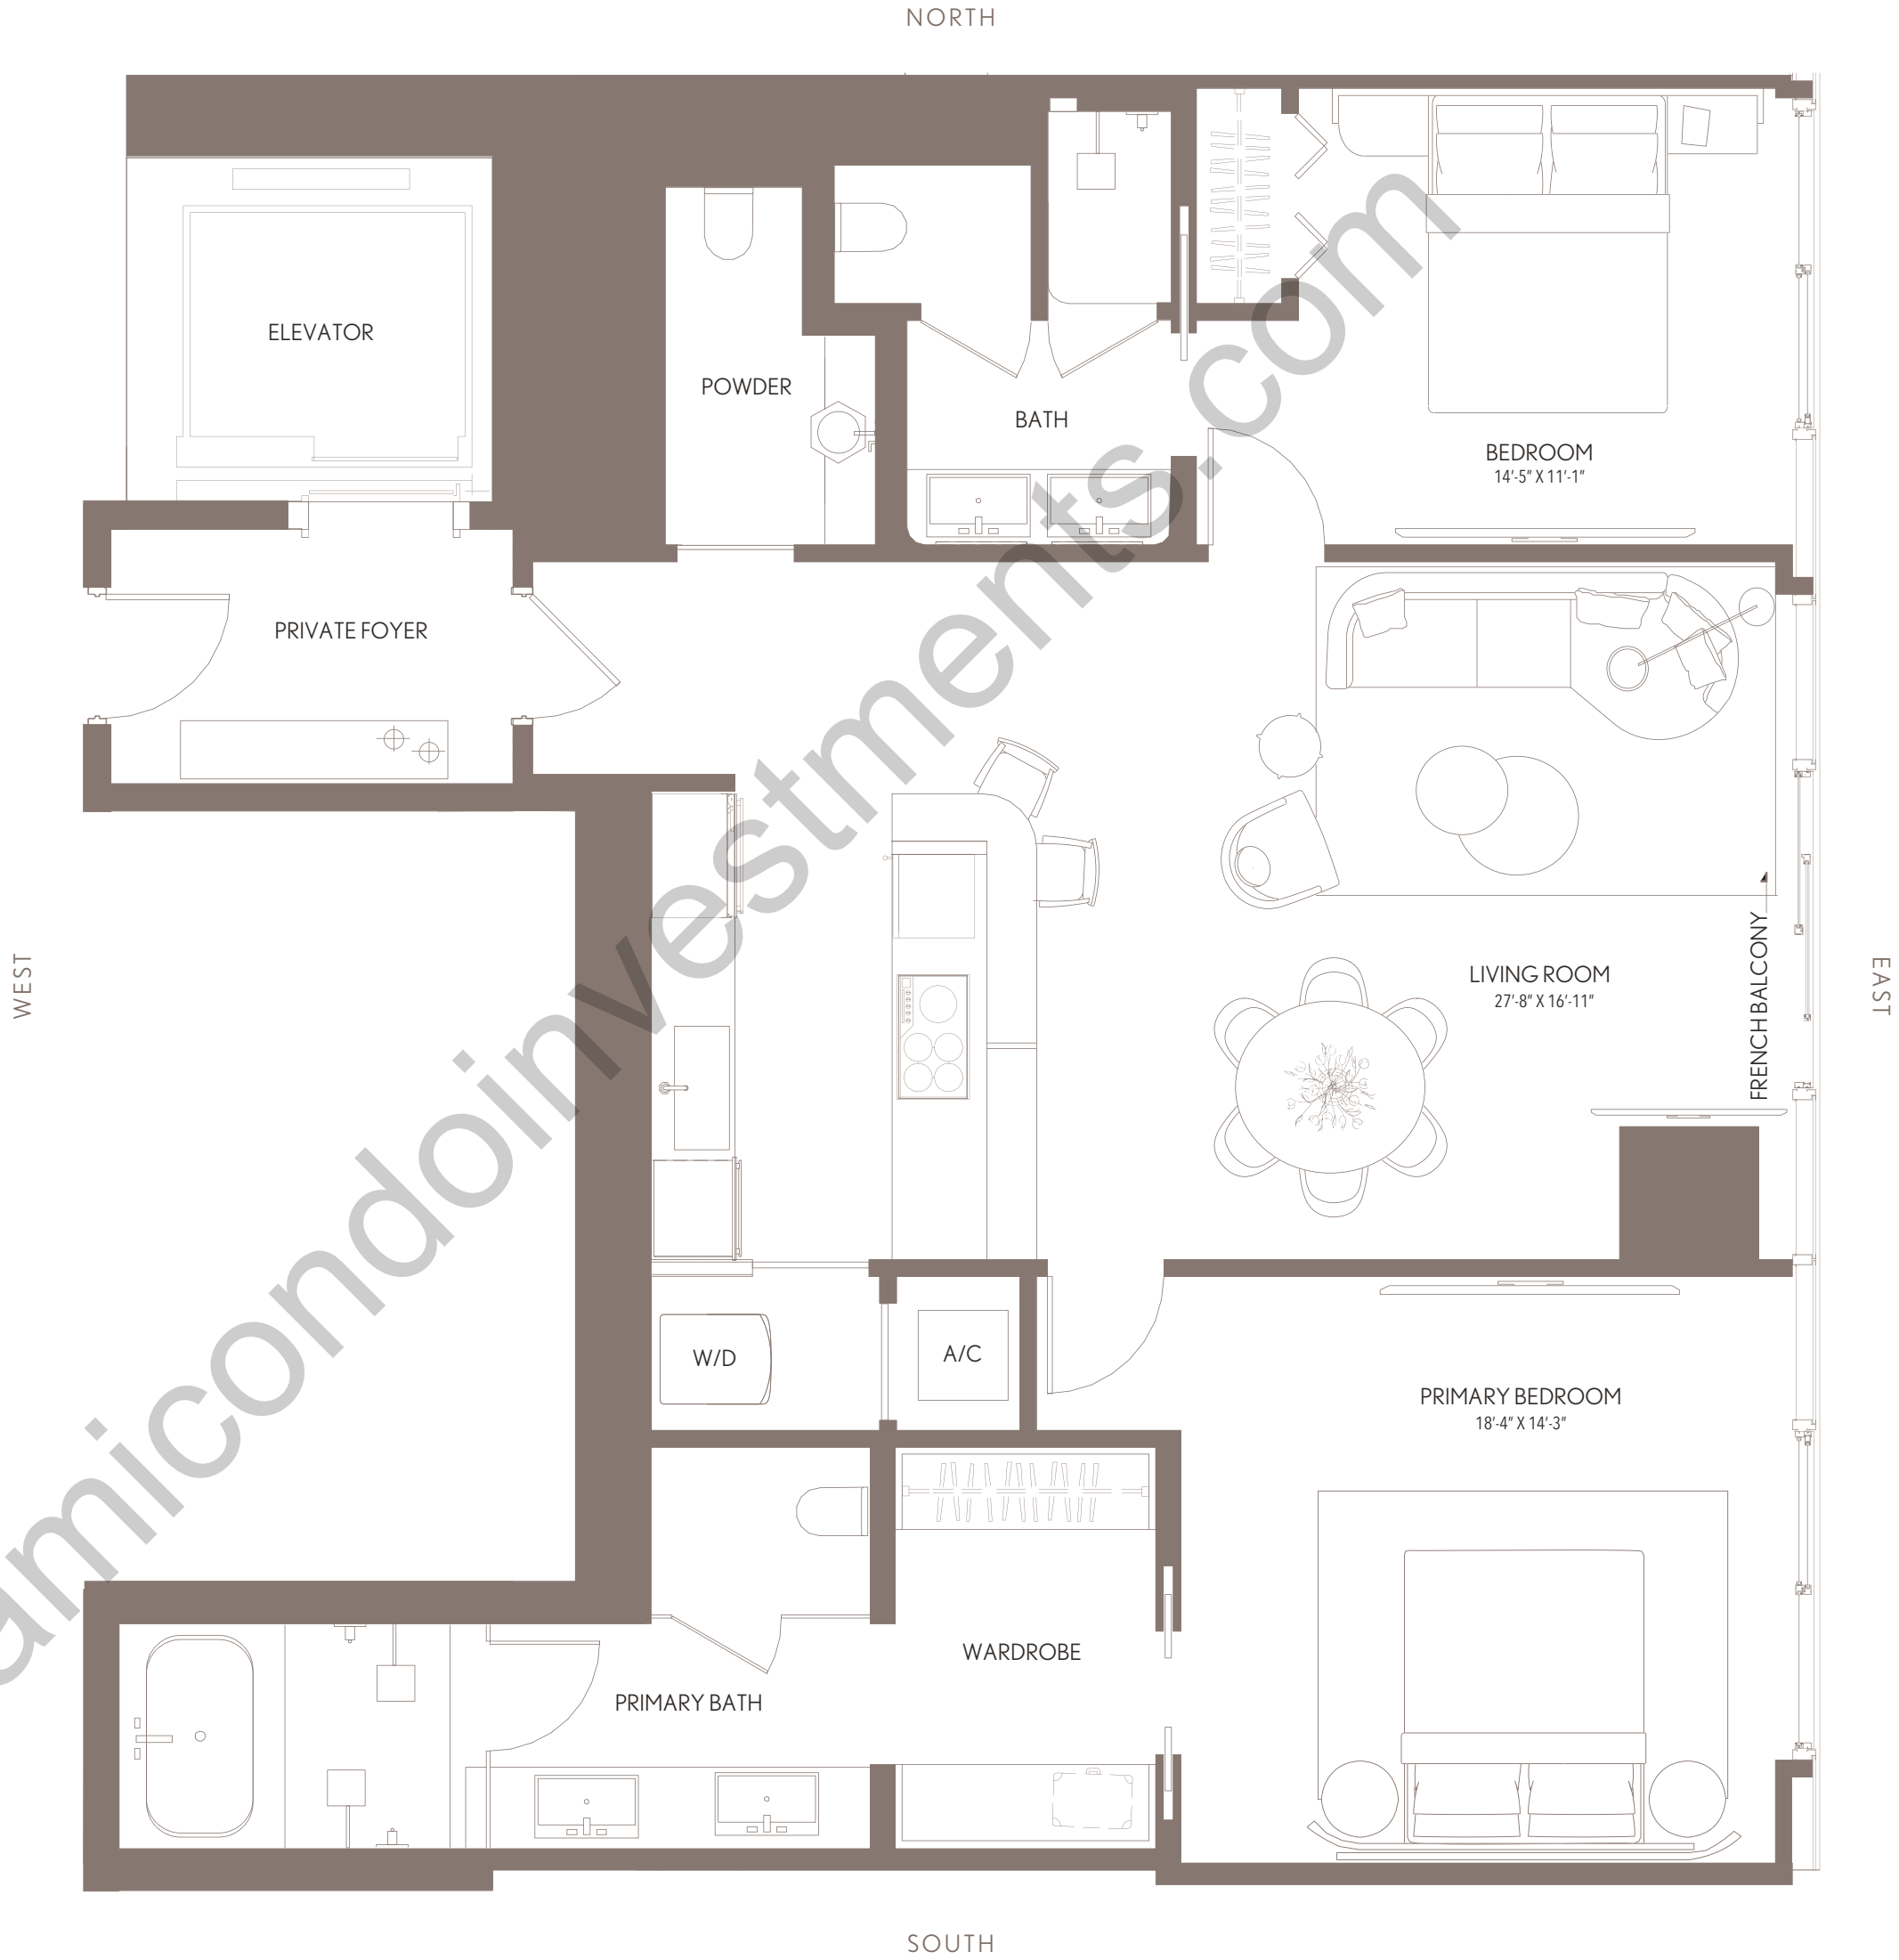 NORTH
ELEVATOR
POWDER
BATH
BEDROOM
14'-5" X 11'-1"
PRIVATE FOYER
WEST
EAST
LIVING ROOM
27'-8" X 16'-11"
FRENCH BALCONY
W/D
A/C
PRIMARY BEDROOM
18'-4" X 14'-3"
WARDROBE
PRIMARY BATH
SOUTH
amicondoinvestments.com